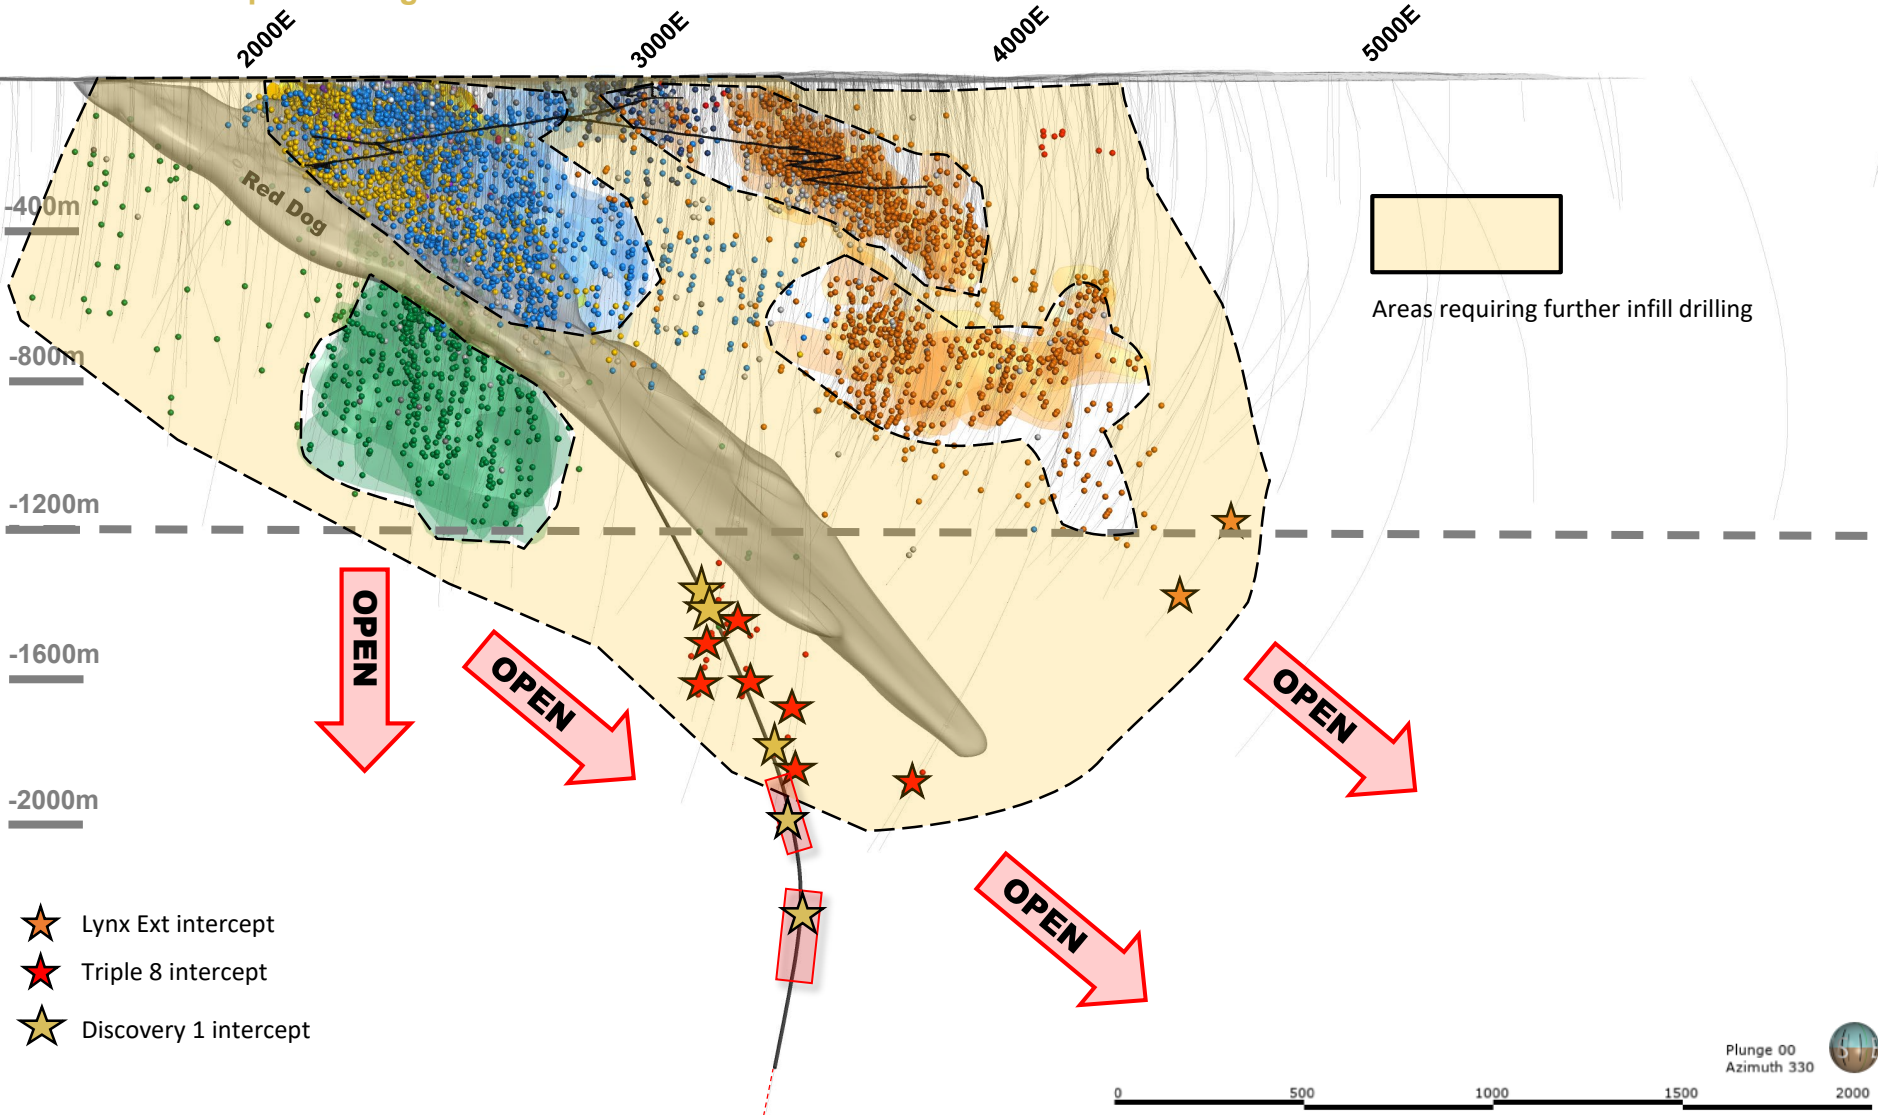 2000E
3000E
4000E
5000E
Red Dog
-400m
-800m
-1200m
-1600m
-2000m
Areas requiring further infill drilling
OPEN
OPEN
OPEN
OPEN
Lynx Ext intercept
Triple 8 intercept
Discovery 1 intercept
Plunge 00
Azimuth 330
0 500 1000 1500 2000